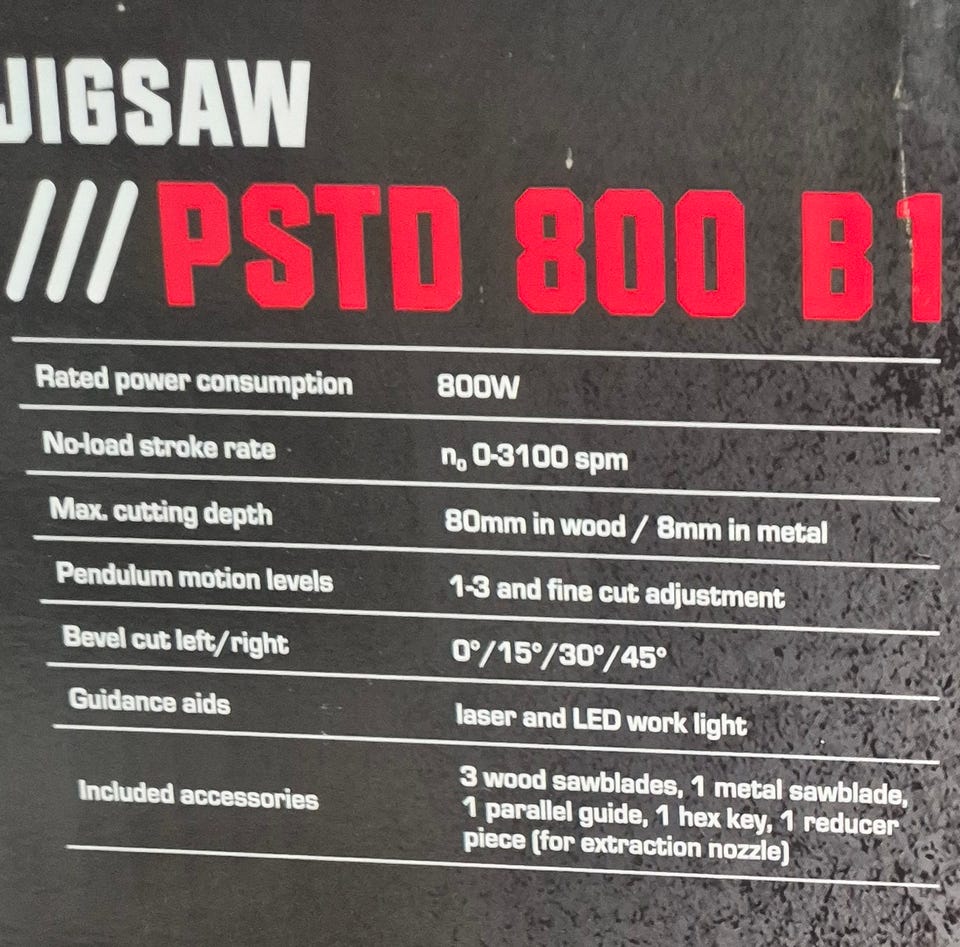 JIGSAW
/// PSTD 800 B1
Rated power consumption 800W
No-load stroke rate n₀ 0-3100 spm
Max. cutting depth 80mm in wood / 8mm in metal
Pendulum motion levels 1-3 and fine cut adjustment
Bevel cut left/right 0°/15°/30°/45°
Guidance aids laser and LED work light
Included accessories 3 wood sawblades, 1 metal sawblade,
1 parallel guide, 1 hex key, 1 reducer
piece (for extraction nozzle)